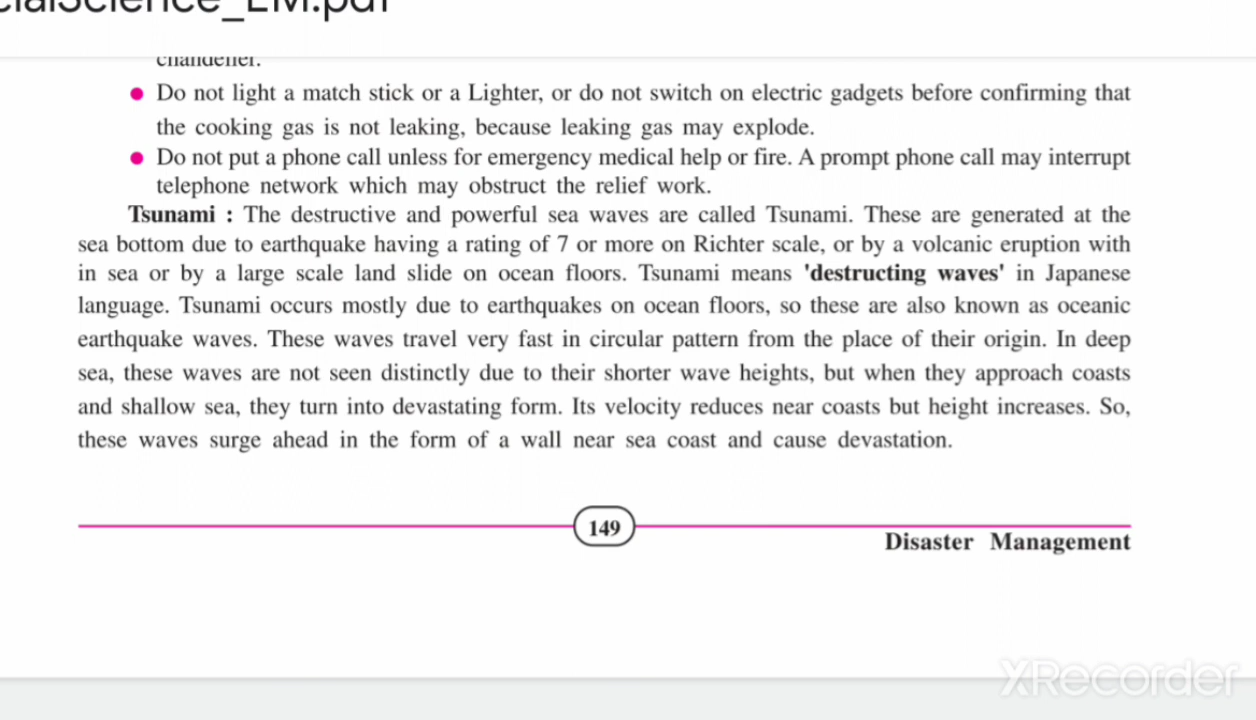 cialScience_EM.pdf
chandelier.
● Do not light a match stick or a Lighter, or do not switch on electric gadgets before confirming that
the cooking gas is not leaking, because leaking gas may explode.
● Do not put a phone call unless for emergency medical help or fire. A prompt phone call may interrupt
telephone network which may obstruct the relief work.
Tsunami : The destructive and powerful sea waves are called Tsunami. These are generated at the
sea bottom due to earthquake having a rating of 7 or more on Richter scale, or by a volcanic eruption with
in sea or by a large scale land slide on ocean floors. Tsunami means 'destructing waves' in Japanese
language. Tsunami occurs mostly due to earthquakes on ocean floors, so these are also known as oceanic
earthquake waves. These waves travel very fast in circular pattern from the place of their origin. In deep
sea, these waves are not seen distinctly due to their shorter wave heights, but when they approach coasts
and shallow sea, they turn into devastating form. Its velocity reduces near coasts but height increases. So,
these waves surge ahead in the form of a wall near sea coast and cause devastation.
149
Disaster Management
XRecorder